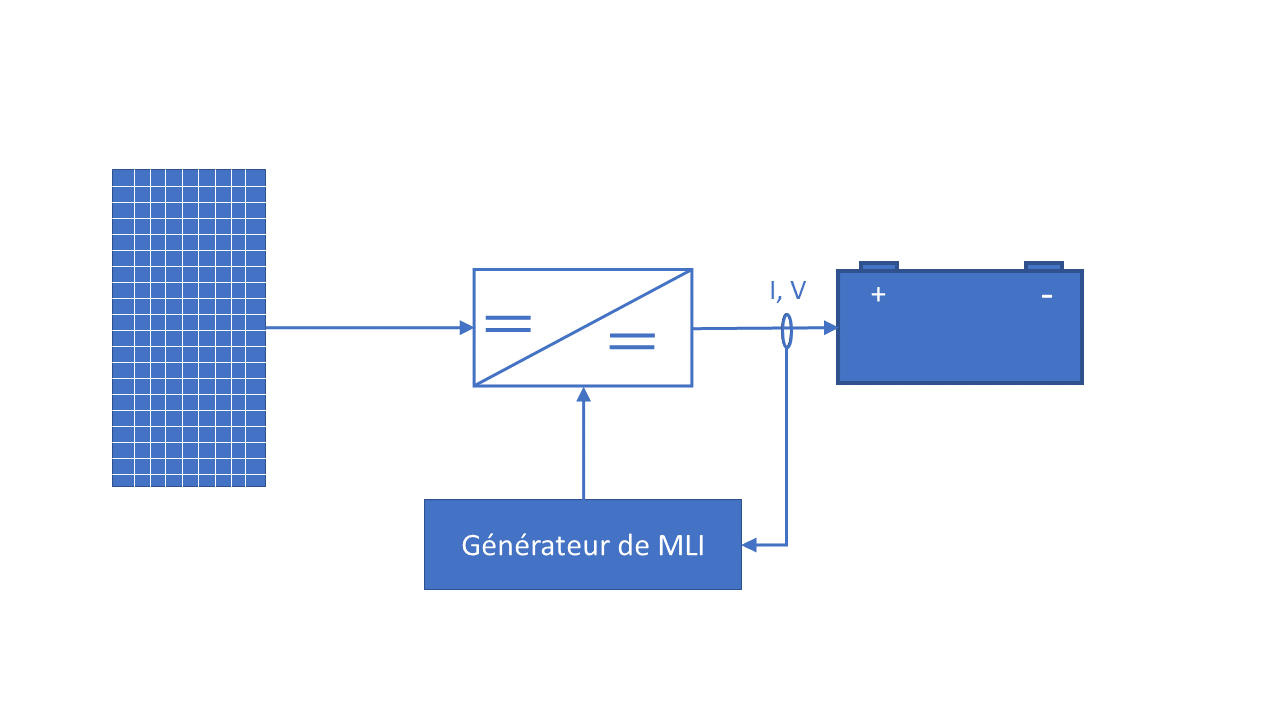 I, V
+ -
Générateur de MLI